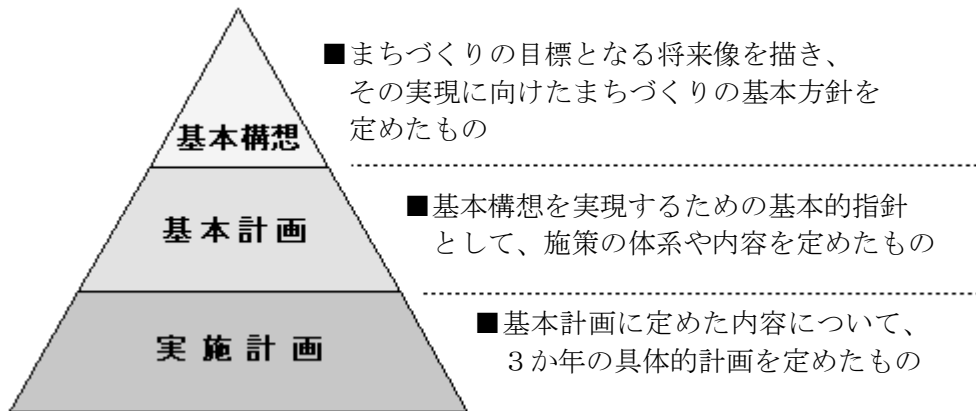 ■まちづくりの目標となる将来像を描き、
その実現に向けたまちづくりの基本方針を
定めたもの
基本構想
■基本構想を実現するための基本的指針
として、施策の体系や内容を定めたもの
基本計画
■基本計画に定めた内容について、
３か年の具体的計画を定めたもの
実施計画